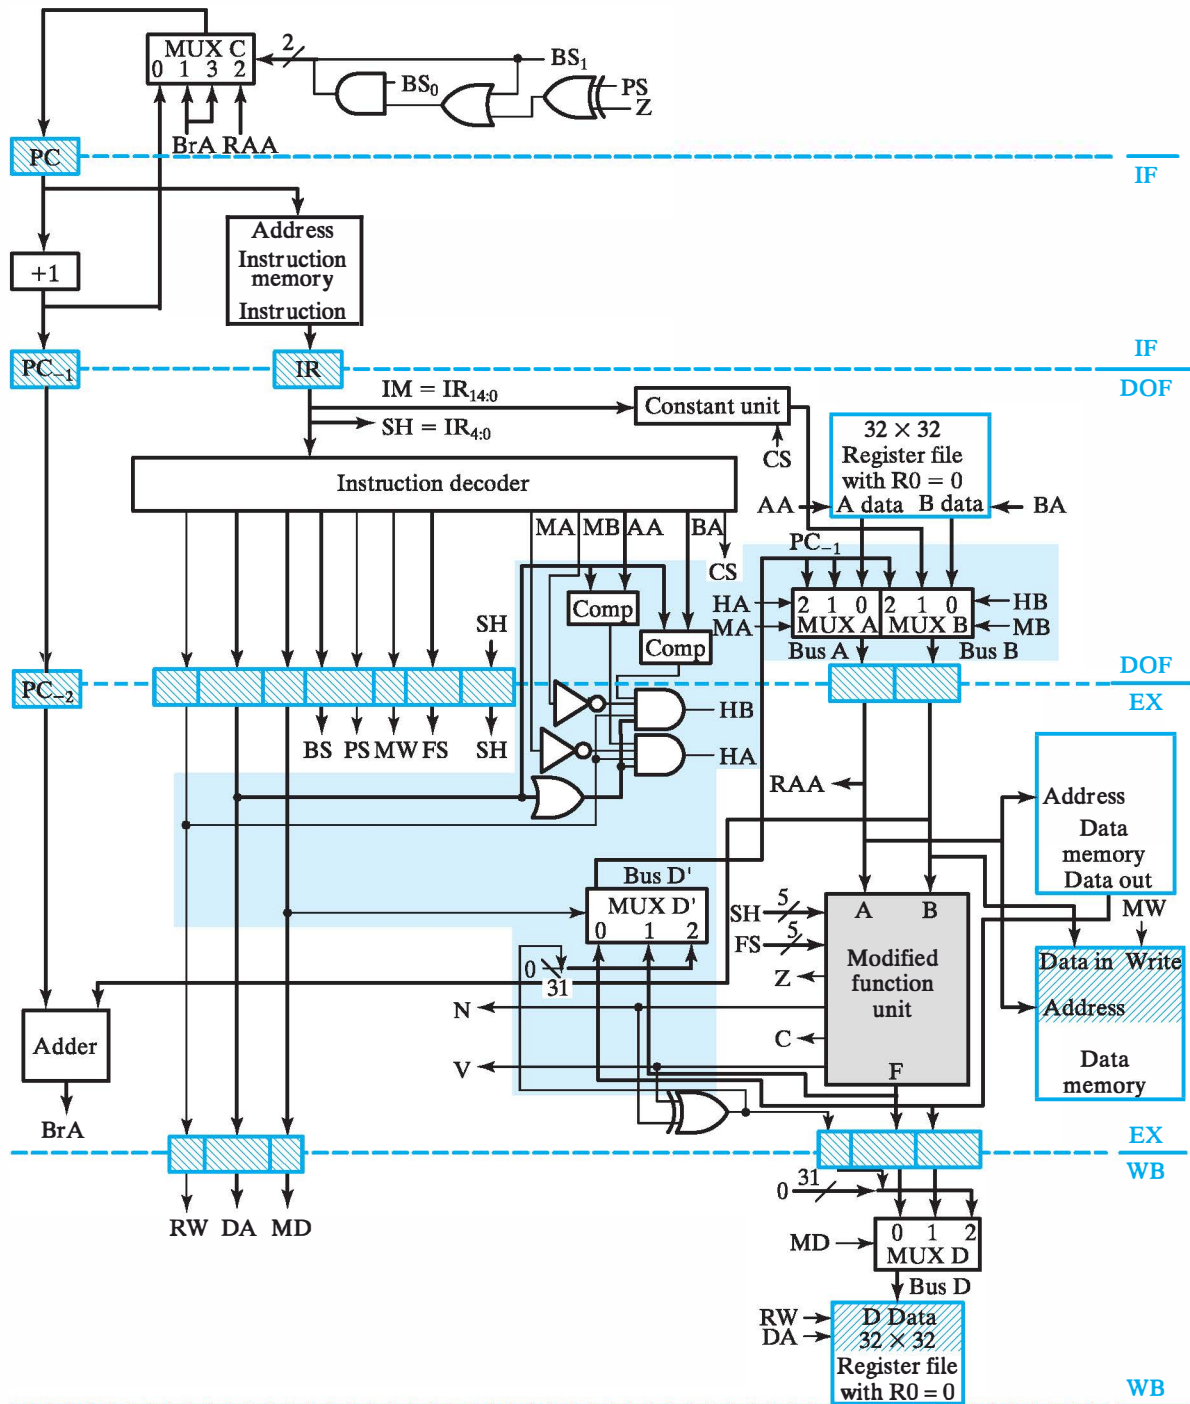 MUX C
0 1 3 2
2
BS₁
BS₀
PS
Z
BrA RAA
PC
IF
Address
Instruction
memory
Instruction
+1
PC₋₁
IR
IF
DOF
IM = IR₁₄:₀
SH = IR₄:₀
Constant unit
CS
32 × 32
Register file
with R0 = 0
A data B data
AA
BA
Instruction decoder
MA MB AA BA
CS
PC₋₁
Comp
Comp
HA
MA
2 1 0 2 1 0
MUX A MUX B
HB
MB
Bus A
Bus B
SH
PC₋₂
DOF
EX
BS PS MW FS SH
HB
HA
RAA
Address
Data
memory
Data out
MW
Bus D'
MUX D'
0 1 2
0
31
SH
5
FS
5
A B
Modified
function
unit
F
Z
N
C
V
Data in Write
Address
Data
memory
Adder
BrA
EX
WB
RW DA MD
0
31
MD
0 1 2
MUX D
Bus D
RW
DA
D Data
32 × 32
Register file
with R0 = 0
WB